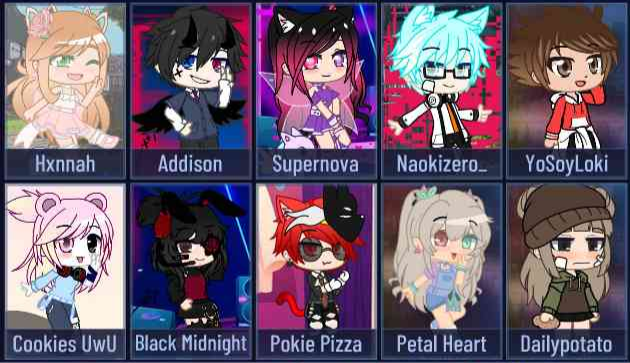 Hxnnah
Addison
Supernova
Naokizero_
YoSoyLoki
Cookies UwU
Black Midnight
Pokie Pizza
Petal Heart
Dailypotato